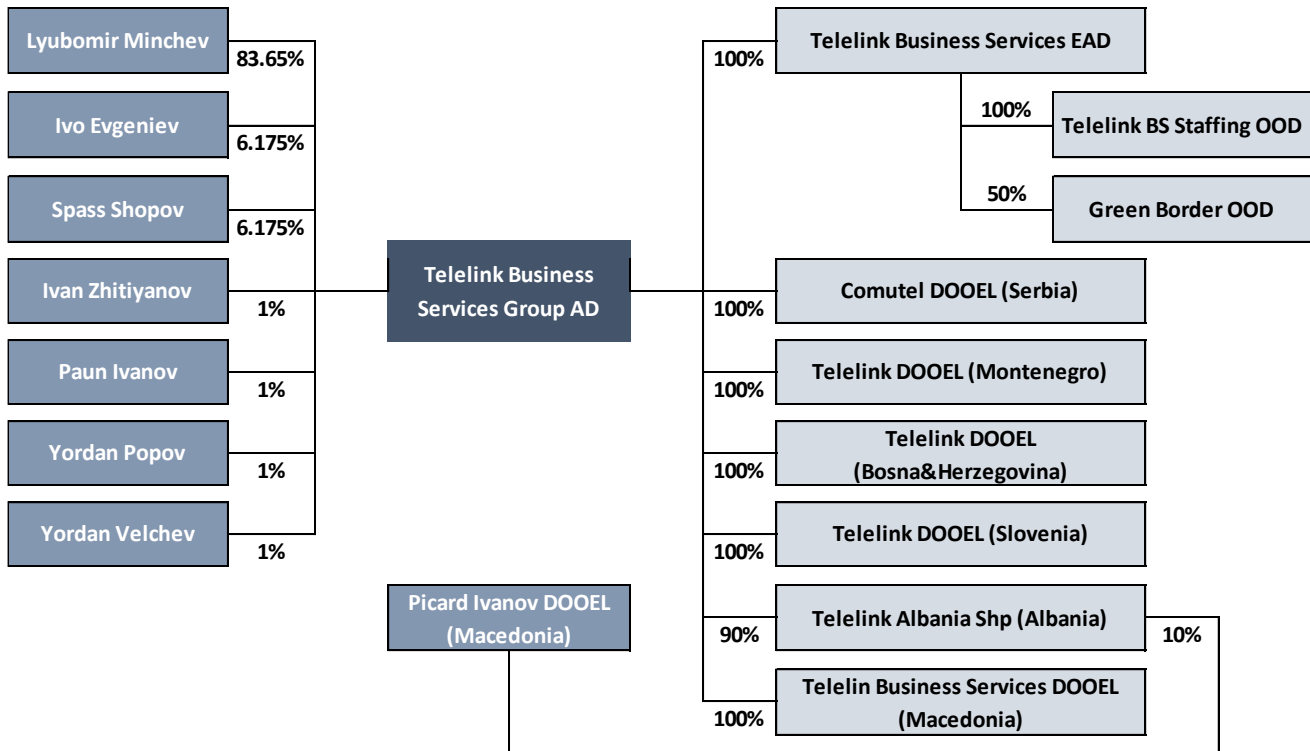 Lyubomir Minchev
83.65%
Ivo Evgeniev
6.175%
Spass Shopov
6.175%
Ivan Zhitiyanov
1%
Paun Ivanov
1%
Yordan Popov
1%
Yordan Velchev
1%
Telelink Business
Services Group AD
Picard Ivanov DOOEL
(Macedonia)
100%
Telelink Business Services EAD
100%
Telelink BS Staffing OOD
50%
Green Border OOD
100%
Comutel DOOEL (Serbia)
100%
Telelink DOOEL (Montenegro)
100%
Telelink DOOEL
(Bosna&Herzegovina)
100%
Telelink DOOEL (Slovenia)
90%
Telelink Albania Shp (Albania)
10%
100%
Telelin Business Services DOOEL
(Macedonia)